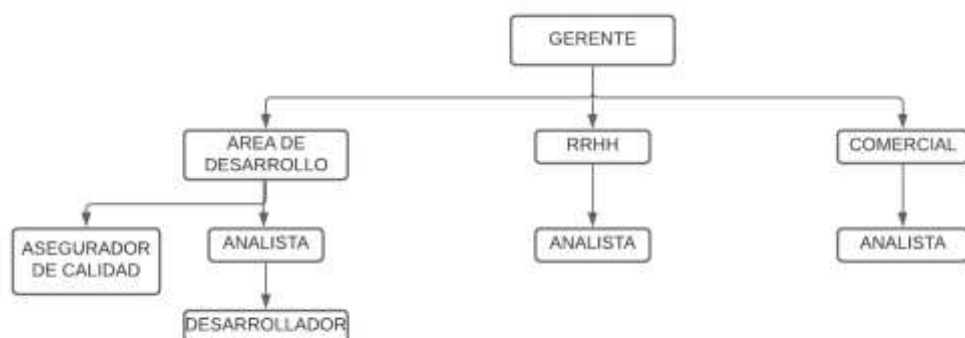 GERENTE
AREA DE
DESARROLLO
RRHH
COMERCIAL
ASEGURADOR
DE CALIDAD
ANALISTA
ANALISTA
ANALISTA
DESARROLLADOR